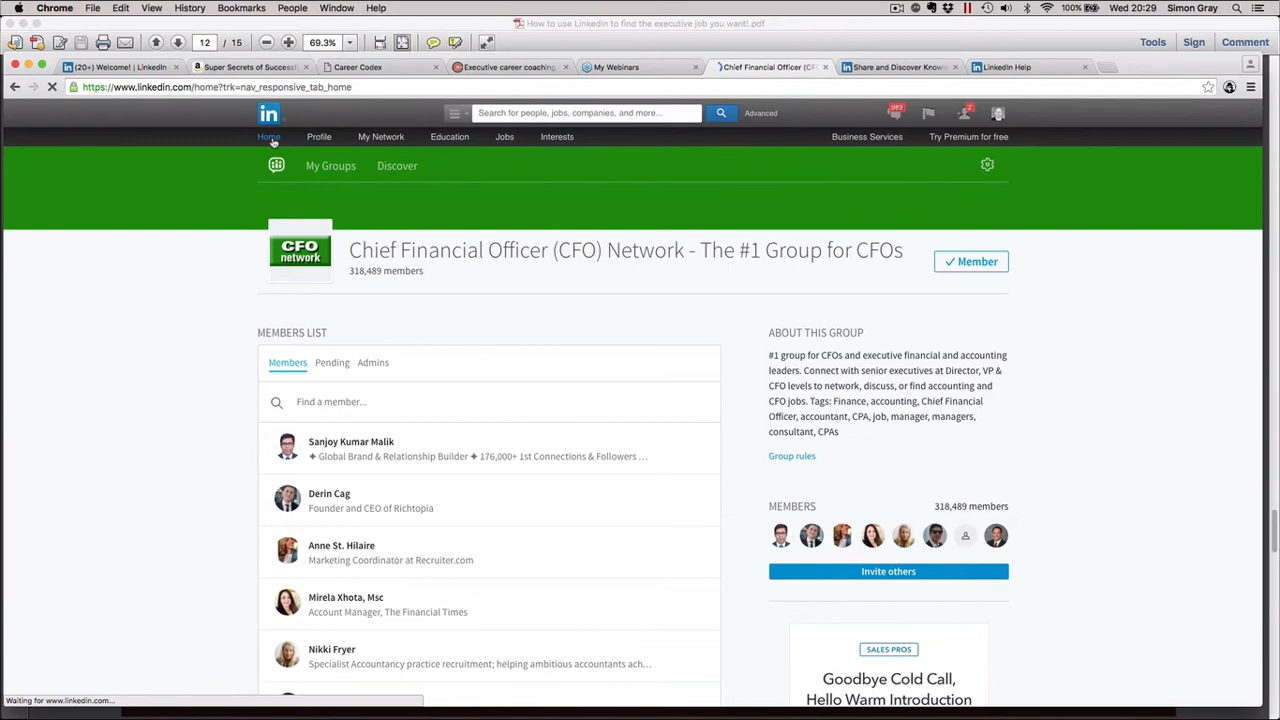 Chrome File Edit View History Bookmarks People Window Help 100% Wed 20:29 Simon Gray
How to use LinkedIn to find the executive job you want!.pdf
12 / 15 69.3% Tools Sign Comment
(20+) Welcome! | LinkedIn Super Secrets of Successf Career Codex Executive career coaching My Webinars Chief Financial Officer (CFO Share and Discover Knowle LinkedIn Help
https://www.linkedin.com/home?trk=nav_responsive_tab_home
in Search for people, jobs, companies, and more... Advanced 2
Home Profile My Network Education Jobs Interests Business Services Try Premium for free
My Groups Discover
CFO
network
Chief Financial Officer (CFO) Network - The #1 Group for CFOs
318,489 members
Member
MEMBERS LIST
Members Pending Admins
Find a member...
Sanjoy Kumar Malik
✦ Global Brand & Relationship Builder ✦ 176,000+ 1st Connections & Followers ...
Derin Cag
Founder and CEO of Richtopia
Anne St. Hilaire
Marketing Coordinator at Recruiter.com
Mirela Xhota, Msc
Account Manager, The Financial Times
Nikki Fryer
Specialist Accountancy practice recruitment; helping ambitious accountants ach...
ABOUT THIS GROUP
#1 group for CFOs and executive financial and accounting
leaders. Connect with senior executives at Director, VP &
CFO levels to network, discuss, or find accounting and
CFO jobs. Tags: Finance, accounting, Chief Financial
Officer, accountant, CPA, job, manager, managers,
consultant, CPAs
Group rules
MEMBERS 318,489 members
Invite others
SALES PROS
Goodbye Cold Call,
Hello Warm Introduction
Waiting for www.linkedin.com...